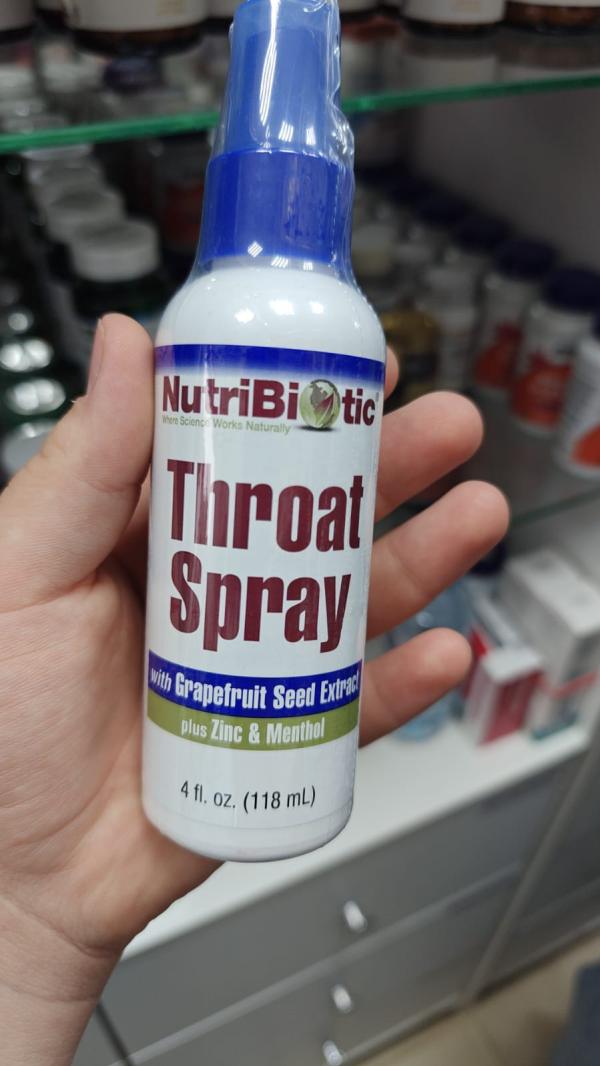 NutriBiotic®
Where Science Works Naturally
Throat
Spray
with Grapefruit Seed Extract
plus Zinc & Menthol
4 fl. oz. (118 mL)